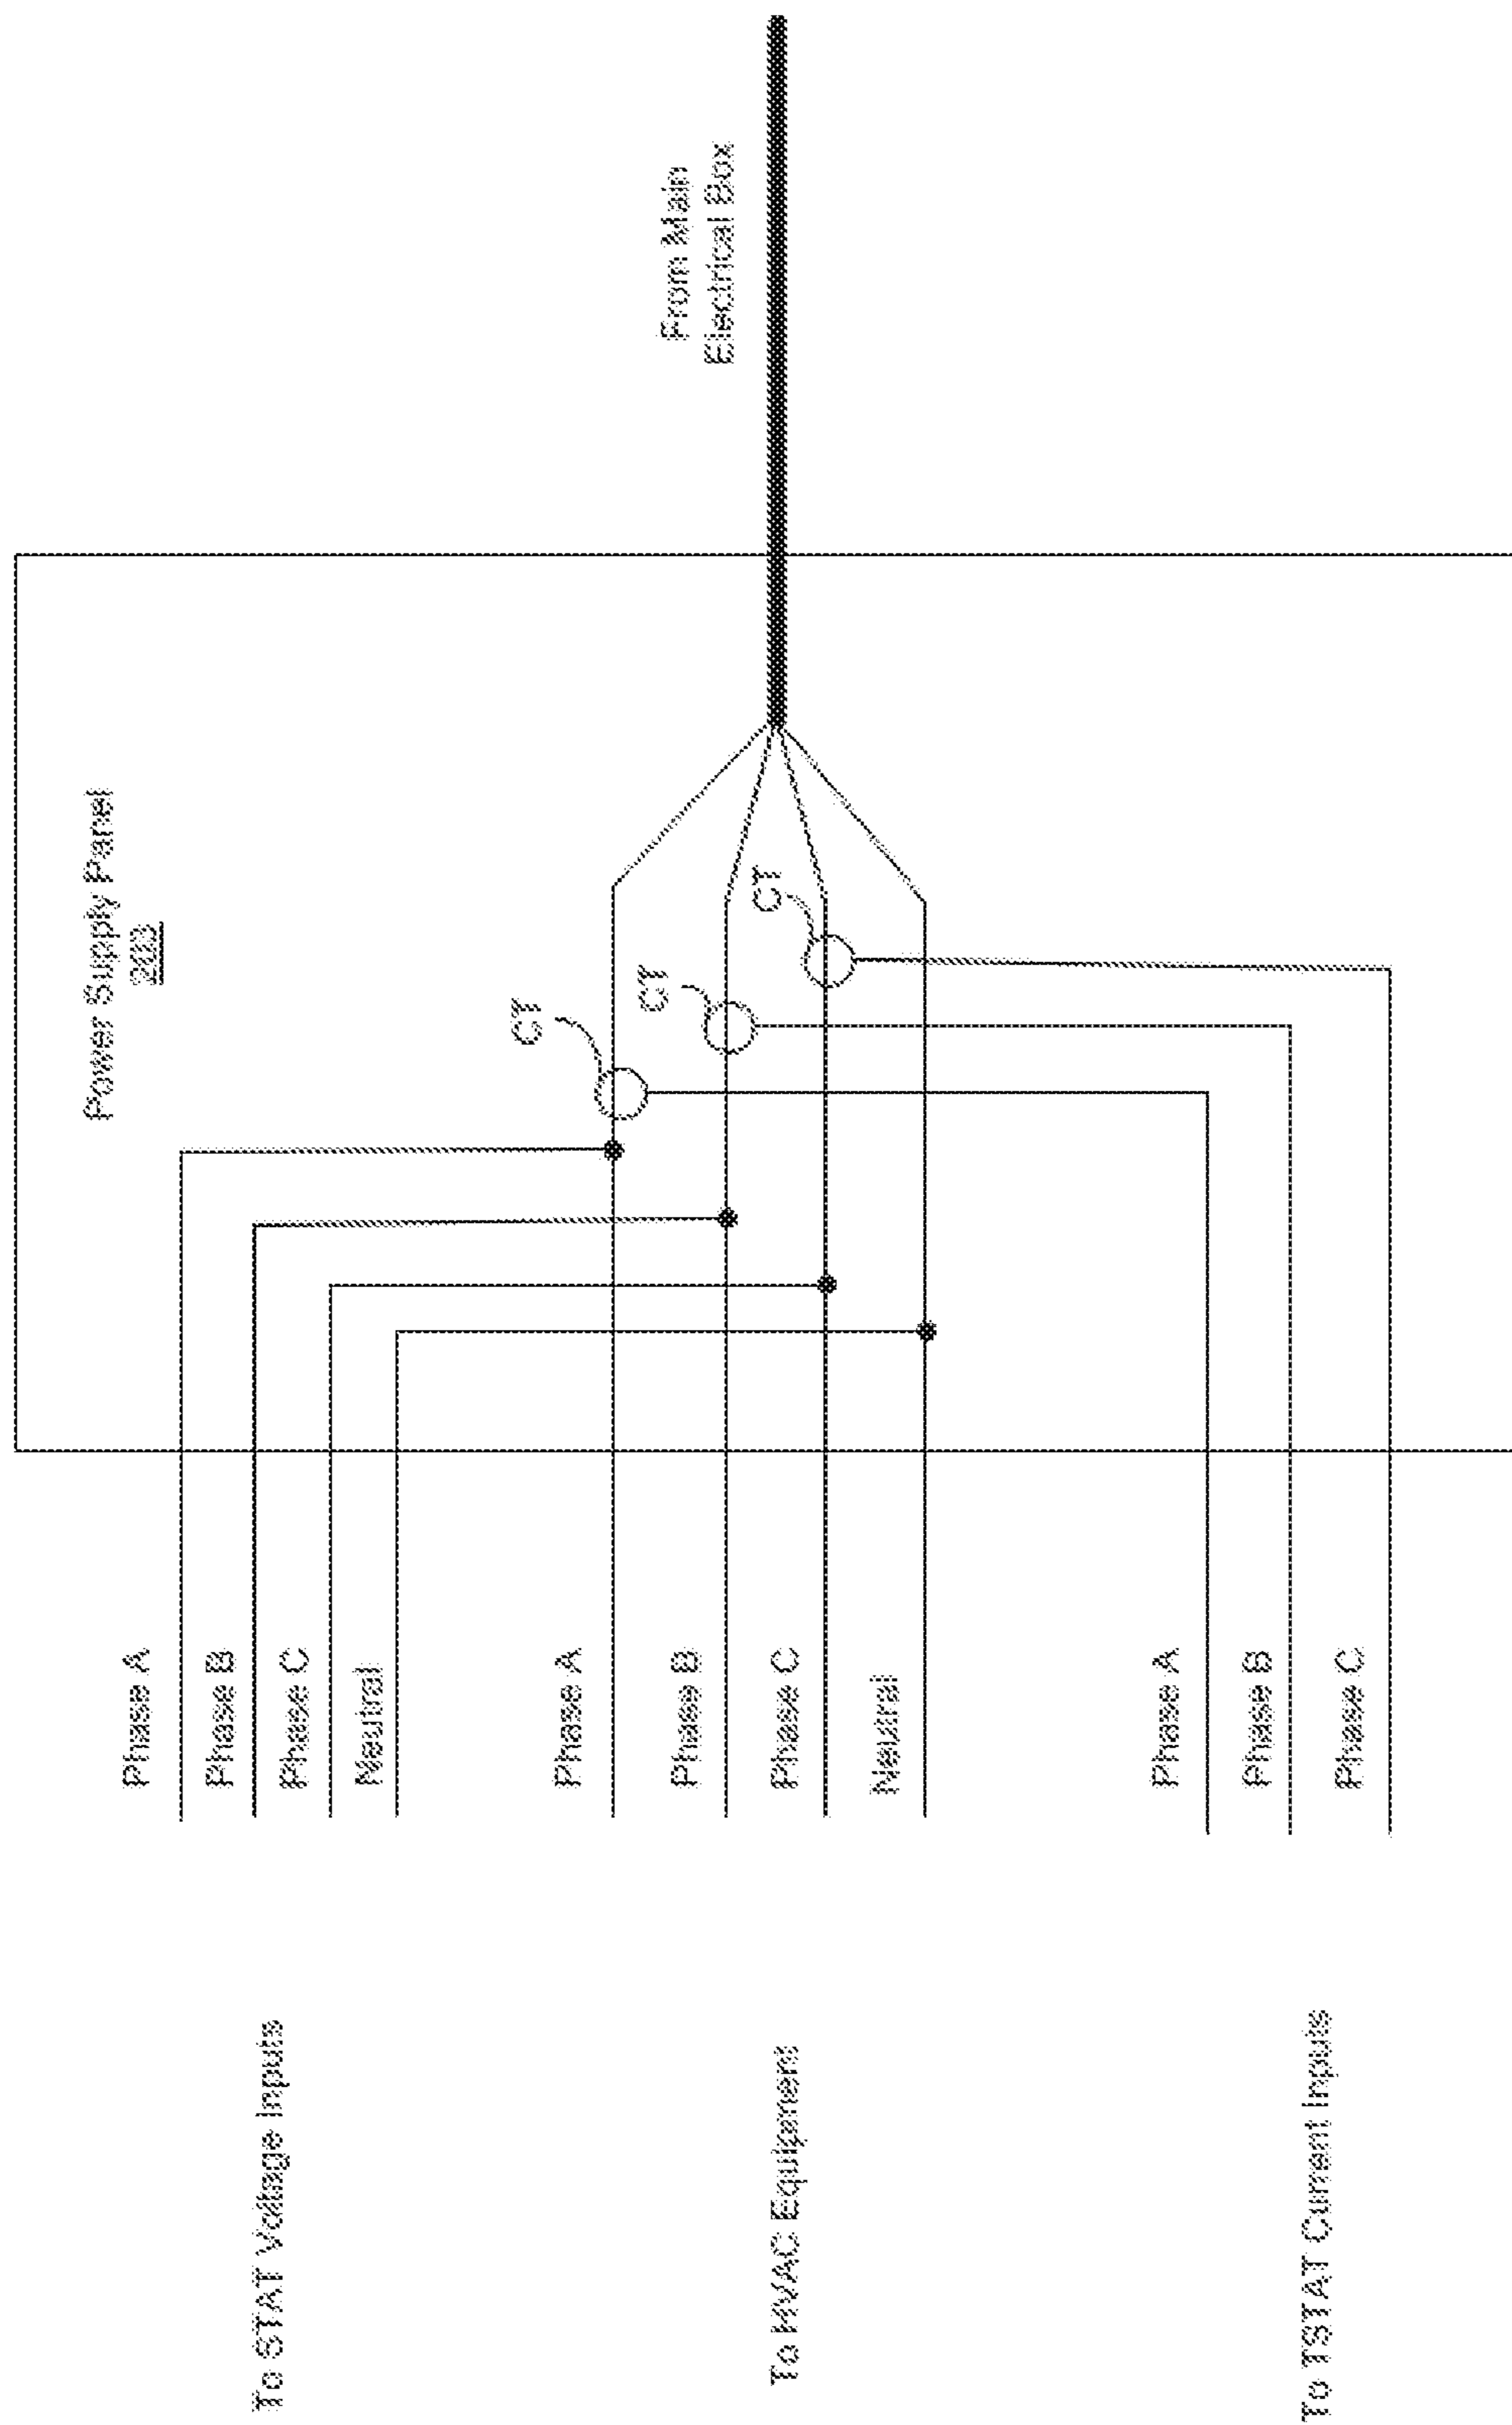 Power Supply Panel
203
From Main
Electrical Box
CT
CT
CT
Phase A
Phase B
Phase C
Neutral
Phase A
Phase B
Phase C
Neutral
Phase A
Phase B
Phase C
To STAT Voltage Inputs
To HVAC Equipment
To TSTAT Current Inputs